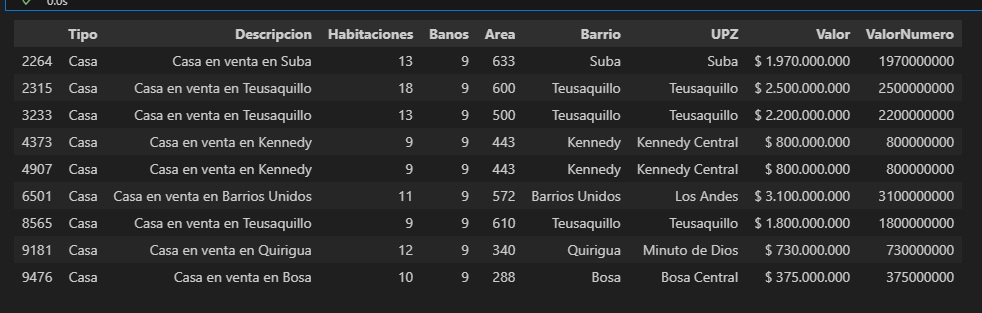 0.0s
Tipo Descripcion Habitaciones Banos Area Barrio UPZ Valor ValorNumero
2264 Casa Casa en venta en Suba 13 9 633 Suba Suba $ 1.970.000.000 1970000000
2315 Casa Casa en venta en Teusaquillo 18 9 600 Teusaquillo Teusaquillo $ 2.500.000.000 2500000000
3233 Casa Casa en venta en Teusaquillo 13 9 500 Teusaquillo Teusaquillo $ 2.200.000.000 2200000000
4373 Casa Casa en venta en Kennedy 9 9 443 Kennedy Kennedy Central $ 800.000.000 800000000
4907 Casa Casa en venta en Kennedy 9 9 443 Kennedy Kennedy Central $ 800.000.000 800000000
6501 Casa Casa en venta en Barrios Unidos 11 9 572 Barrios Unidos Los Andes $ 3.100.000.000 3100000000
8565 Casa Casa en venta en Teusaquillo 9 9 610 Teusaquillo Teusaquillo $ 1.800.000.000 1800000000
9181 Casa Casa en venta en Quirigua 12 9 340 Quirigua Minuto de Dios $ 730.000.000 730000000
9476 Casa Casa en venta en Bosa 10 9 288 Bosa Bosa Central $ 375.000.000 375000000